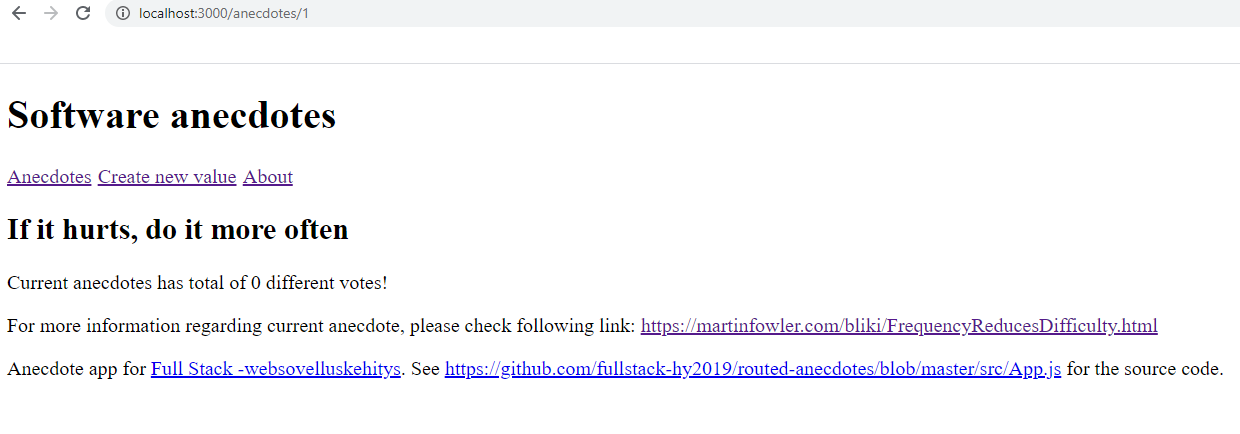 localhost:3000/anecdotes/1
Software anecdotes
Anecdotes Create new value About
If it hurts, do it more often
Current anecdotes has total of 0 different votes!
For more information regarding current anecdote, please check following link: https://martinfowler.com/bliki/FrequencyReducesDifficulty.html
Anecdote app for Full Stack -websovelluskehitys. See https://github.com/fullstack-hy2019/routed-anecdotes/blob/master/src/App.js for the source code.